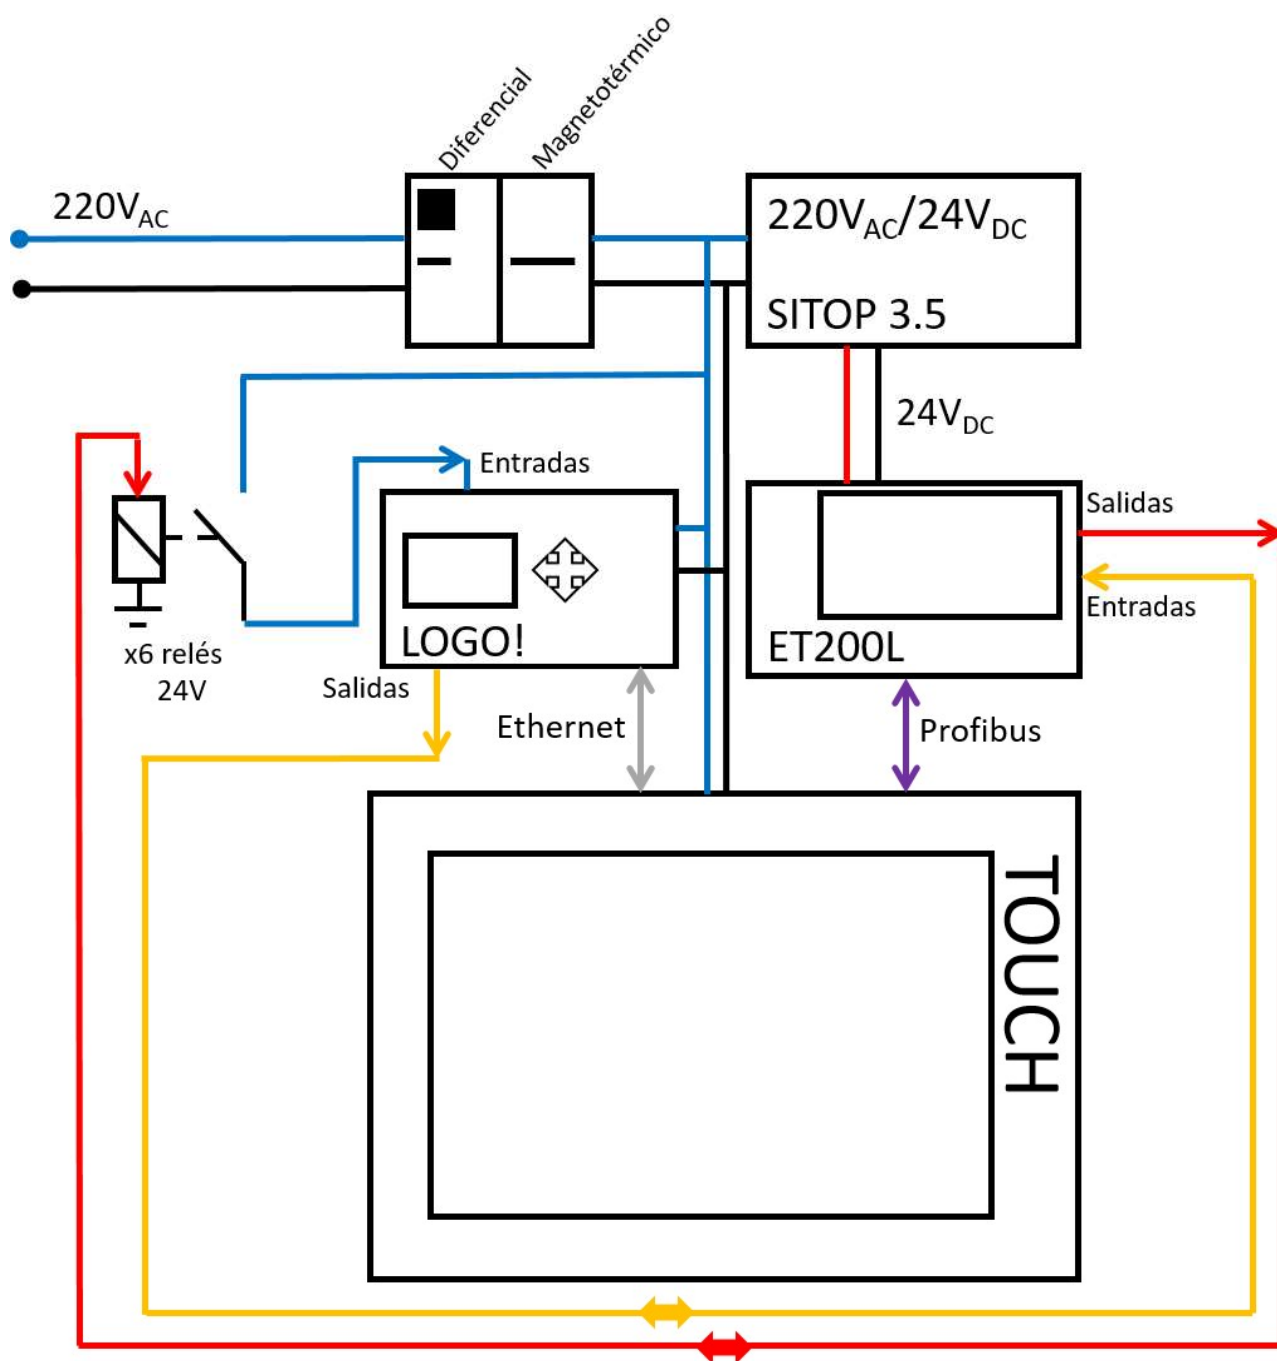 Diferencial
Magnetotérmico
220VAC
220VAC/24VDC
SITOP 3.5
24VDC
Entradas
Salidas
Entradas
LOGO!
ET200L
x6 relés
24V
Salidas
Ethernet
Profibus
TOUCH